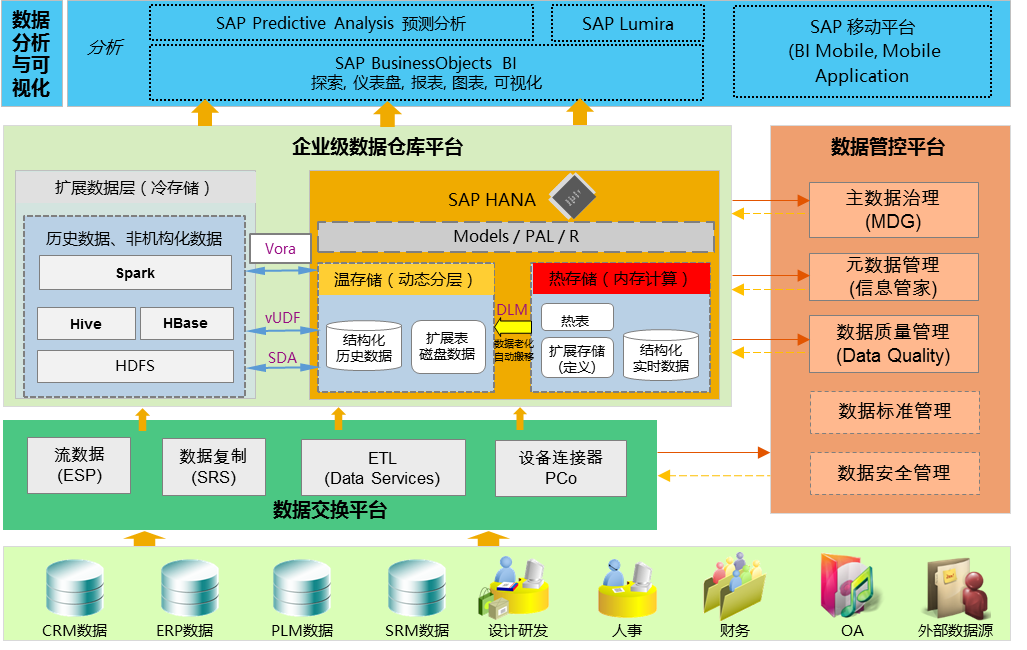 数据
分析
与可
视化
分析
SAP Predictive Analysis 预测分析
SAP Lumira
SAP BusinessObjects BI
探索, 仪表盘, 报表, 图表, 可视化
SAP 移动平台
(BI Mobile, Mobile
Application
企业级数据仓库平台
扩展数据层（冷存储）
历史数据、非机构化数据
Spark
Hive
HBase
HDFS
Vora
vUDF
SDA
SAP HANA
Models / PAL / R
温存储（动态分层）
结构化
历史数据
扩展表
磁盘数据
DLM
数据老化
自动搬移
热存储（内存计算）
热表
扩展存储
(定义)
结构化
实时数据
数据管控平台
主数据治理
(MDG)
元数据管理
(信息管家)
数据质量管理
(Data Quality)
数据标准管理
数据安全管理
流数据
(ESP)
数据复制
(SRS)
ETL
(Data Services)
设备连接器
PCo
数据交换平台
CRM数据
ERP数据
PLM数据
SRM数据
设计研发
人事
财务
OA
外部数据源